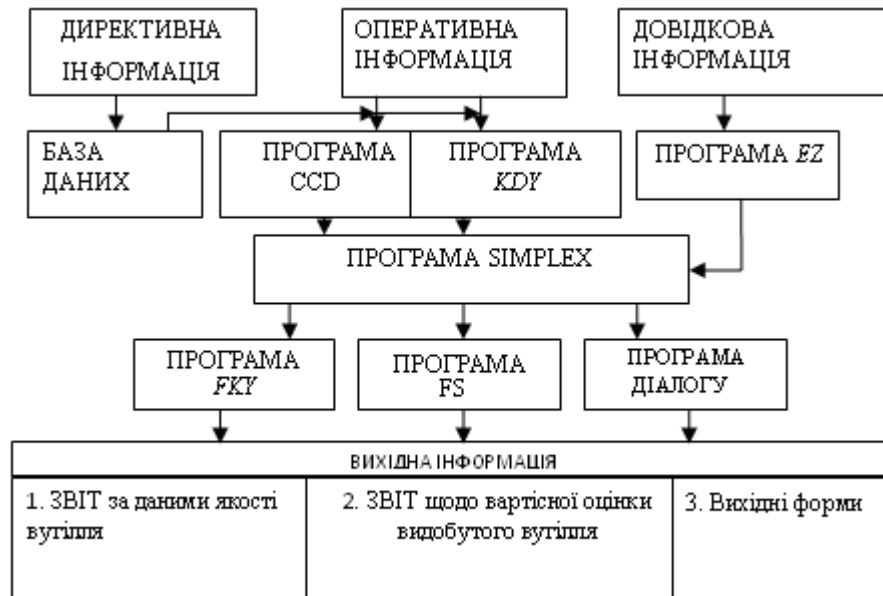 ДИРЕКТИВНА
ІНФОРМАЦІЯ
ОПЕРАТИВНА
ІНФОРМАЦІЯ
ДОВІДКОВА
ІНФОРМАЦІЯ
БАЗА
ДАНИХ
ПРОГРАМА
CCD
ПРОГРАМА
KDY
ПРОГРАМА EZ
ПРОГРАМА SIMPLEX
ПРОГРАМА
FKY
ПРОГРАМА
FS
ПРОГРАМА
ДІАЛОГУ
ВИХІДНА ІНФОРМАЦІЯ
1. ЗВІТ за даними якості
вугілля
2. ЗВІТ щодо вартісної оцінки
видобутого вугілля
3. Вихідні форми